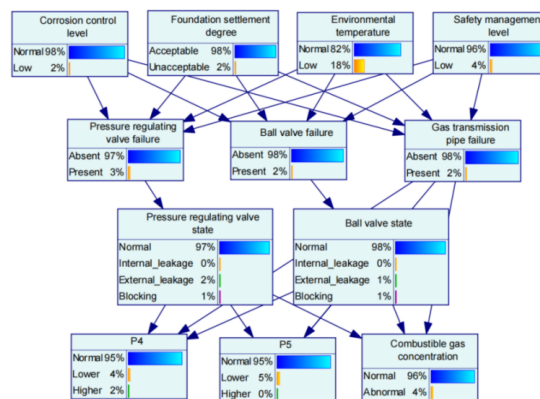 Corrosion control
level
Normal 98%
Low 2%
Foundation settlement
degree
Acceptable 98%
Unacceptable 2%
Environmental
temperature
Normal 82%
Low 18%
Safety management
level
Normal 96%
Low 4%
Pressure regulating
valve failure
Absent 97%
Present 3%
Ball valve failure
Absent 98%
Present 2%
Gas transmission
pipe failure
Absent 98%
Present 2%
Pressure regulating valve
state
Normal 97%
Internal_leakage 0%
External_leakage 2%
Blocking 1%
Ball valve state
Normal 98%
Internal_leakage 0%
External_leakage 1%
Blocking 1%
P4
Normal 95%
Lower 4%
Higher 2%
P5
Normal 95%
Lower 5%
Higher 0%
Combustible gas
concentration
Normal 96%
Abnormal 4%